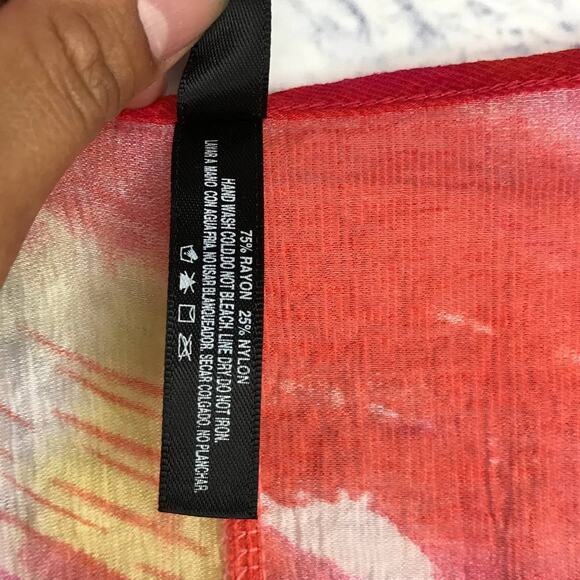 75% RAYON 25% NYLON
HAND WASH COLD.DO NOT BLEACH. LINE DRY.DO NOT IRON.
LAVAR A MANO CON AGUA FRIA. NO USAR BLANQUEADOR. SECAR COLGADO. NO PLANCHAR